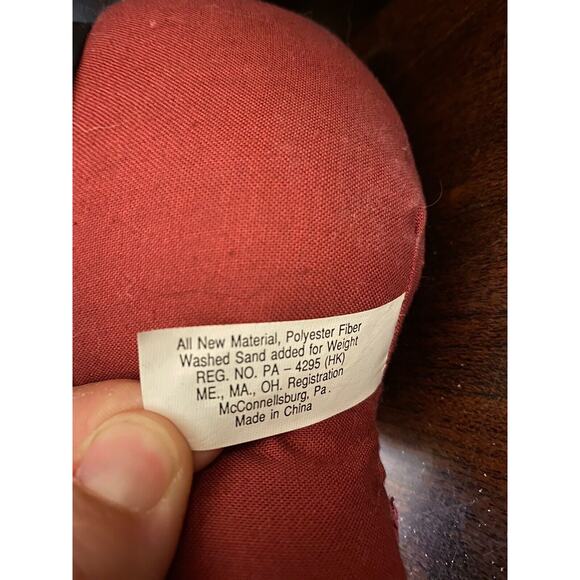 All New Material, Polyester Fiber
Washed Sand added for Weight
REG. NO. PA - 4295 (HK)
ME., MA., OH. Registration
McConnellsburg, Pa.
Made in China